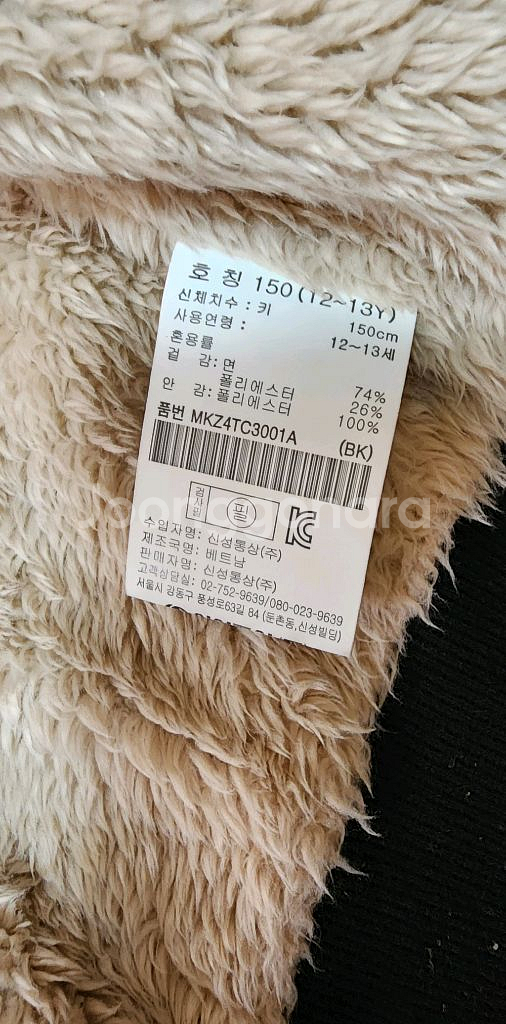 호 칭 150(12~13Y)
신체치수 : 키 150cm
사용연령 : 12~13세
혼용률
겉 감: 면 74%
폴리에스터 26%
안 감: 폴리에스터 100%
품번 MKZ4TC3001A (BK)
검사필 필
수입자명: 신성통상(주)
제조국명: 베트남
판매자명: 신성통상(주)
고객상담실: 02-752-9639/080-023-9639
서울시 강동구 풍성로63길 84 (둔촌동,신성빌딩)
Joonggonara